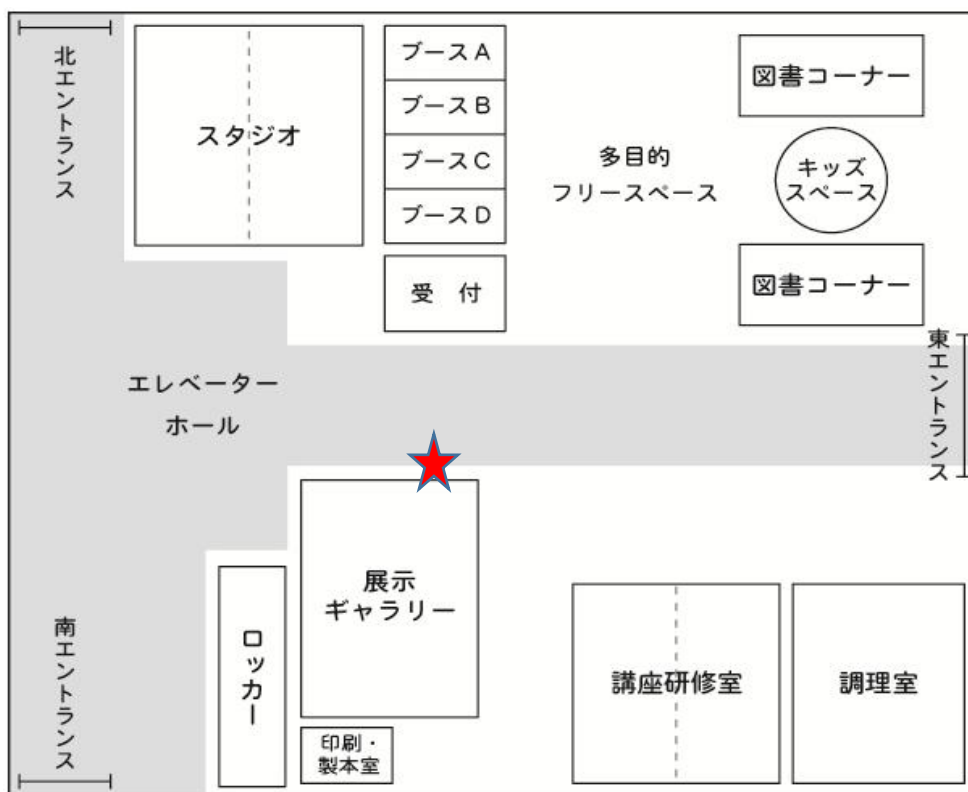 北エントランス
スタジオ
ブースA
ブースB
ブースC
ブースD
受　付
多目的
フリースペース
図書コーナー
キッズ
スペース
図書コーナー
東エントランス
エレベーター
ホール
展示
ギャラリー
ロッカー
南エントランス
印刷・
製本室
講座研修室
調理室